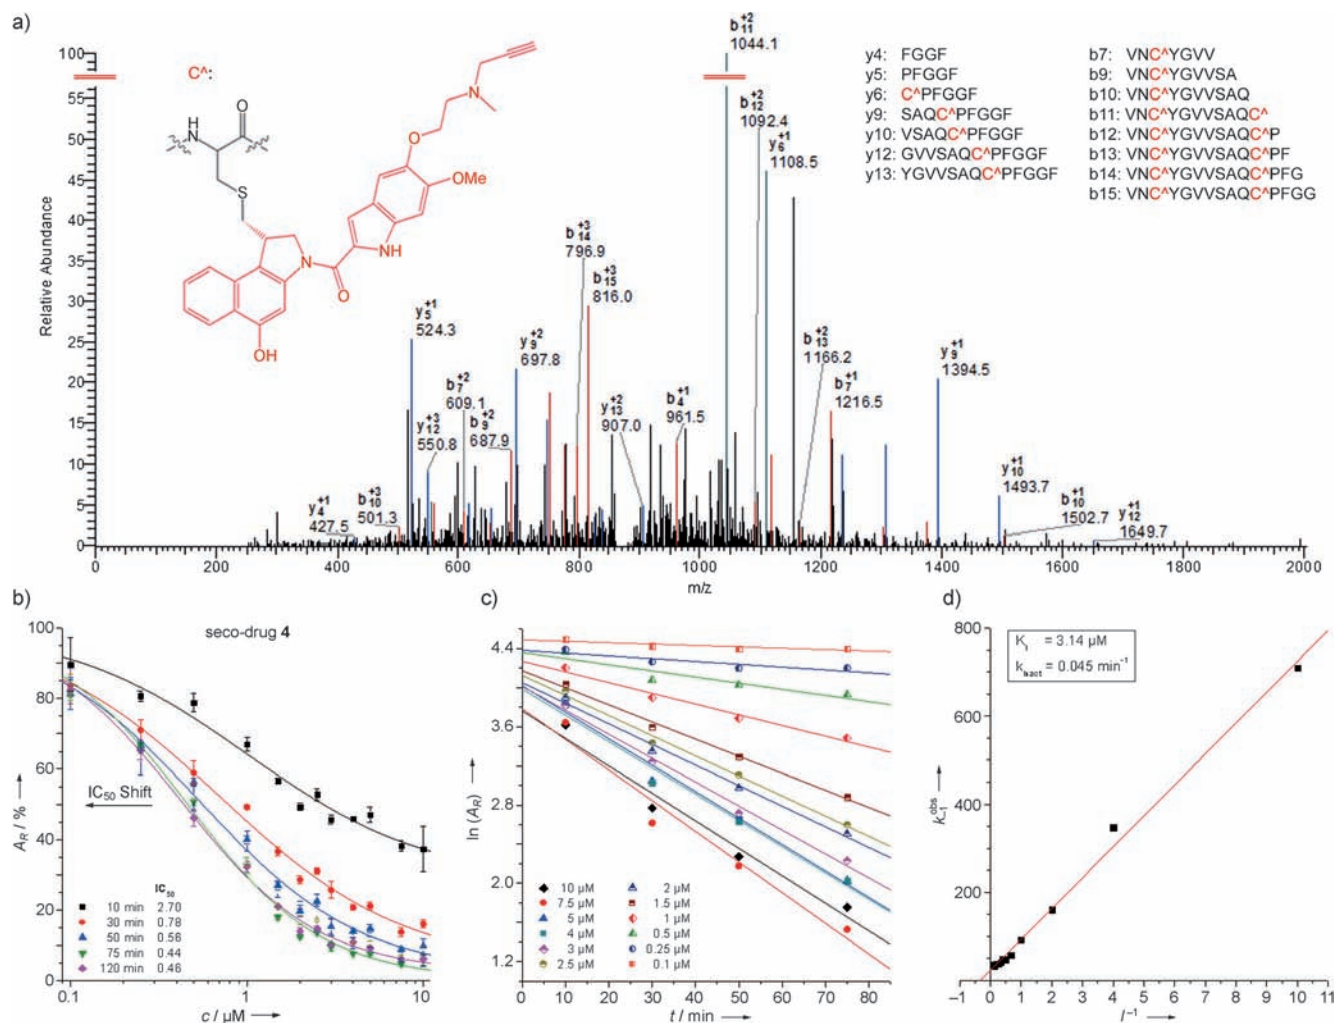 a)
C^:
H
N
O
S
N
O
OMe
NH
N
O
OH
Relative Abundance
100
55
50
45
40
35
30
25
20
15
10
5
0
b11+2
1044.1
b12+2
1092.4
y6+1
1108.5
b14+3
796.9
b15+3
816.0
y5+1
524.3
y9+2
697.8
b13+2
1166.2
y9+1
1394.5
b7+2
609.1
b7+1
1216.5
y12+3
550.8
b9+2
687.9
y13+2
907.0
b4+1
961.5
y10+1
1493.7
y4+1
427.5
b10+3
501.3
b10+1
1502.7
y12+1
1649.7
0 200 400 600 800 1000 1200 1400 1600 1800 2000
m/z
y4: FGGF
y5: PFGGF
y6: C^PFGGF
y9: SAQC^PFGGF
y10: VSAQC^PFGGF
y12: GVVSAQC^PFGGF
y13: YGVVSAQC^PFGGF
b7: VNC^YGVV
b9: VNC^YGVVSA
b10: VNC^YGVVSAQ
b11: VNC^YGVVSAQC^
b12: VNC^YGVVSAQC^P
b13: VNC^YGVVSAQC^PF
b14: VNC^YGVVSAQC^PFG
b15: VNC^YGVVSAQC^PFGG
b)
seco-drug 4
AR / %
100
80
60
40
20
0
IC50 Shift
IC50
10 min 2.70
30 min 0.78
50 min 0.56
75 min 0.44
120 min 0.46
0.1 1 10
c / µM
c)
ln (AR)
4.4
3.6
2.8
2.0
1.2
10 µM
7.5 µM
5 µM
4 µM
3 µM
2.5 µM
2 µM
1.5 µM
1 µM
0.5 µM
0.25 µM
0.1 µM
0 10 20 30 40 50 60 70 80
t / min
d)
k-1obs
800
600
400
200
0
KI = 3.14 µM
kinact = 0.045 min-1
−1 0 1 2 3 4 5 6 7 8 9 10 11
I−1